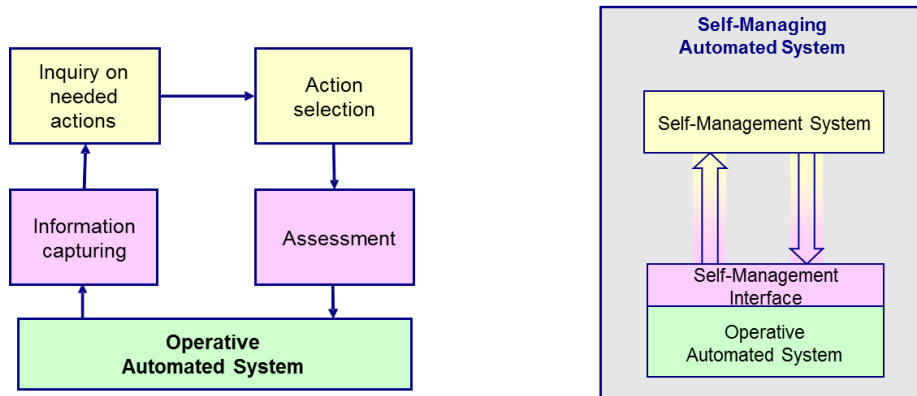 Inquiry on
needed
actions
Action
selection
Information
capturing
Assessment
Operative
Automated System
Self-Managing
Automated System
Self-Management System
Self-Management
Interface
Operative
Automated System